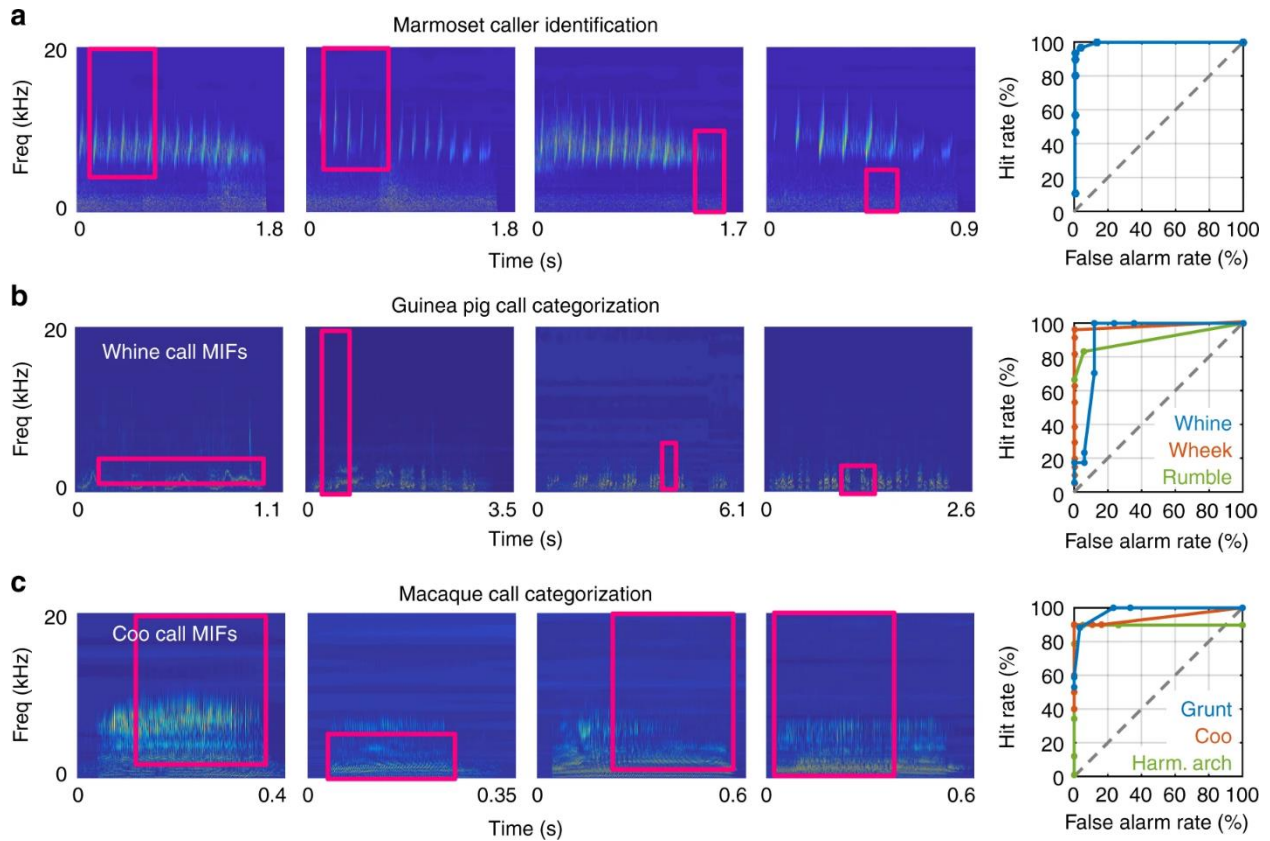 a
Marmoset caller identification
Freq (kHz)
20
0
0 1.8
0 1.8
0 1.7
0 0.9
Time (s)
Hit rate (%)
100
80
60
40
20
0
0 20 40 60 80 100
False alarm rate (%)
b
Guinea pig call categorization
Freq (kHz)
20
0
Whine call MIFs
0 1.1
0 3.5
0 6.1
0 2.6
Time (s)
Hit rate (%)
100
80
60
40
20
0
Whine
Wheek
Rumble
0 20 40 60 80 100
False alarm rate (%)
c
Macaque call categorization
Freq (kHz)
20
0
Coo call MIFs
0 0.4
0 0.35
0 0.6
0 0.6
Time (s)
Hit rate (%)
100
80
60
40
20
0
Grunt
Coo
Harm. arch
0 20 40 60 80 100
False alarm rate (%)